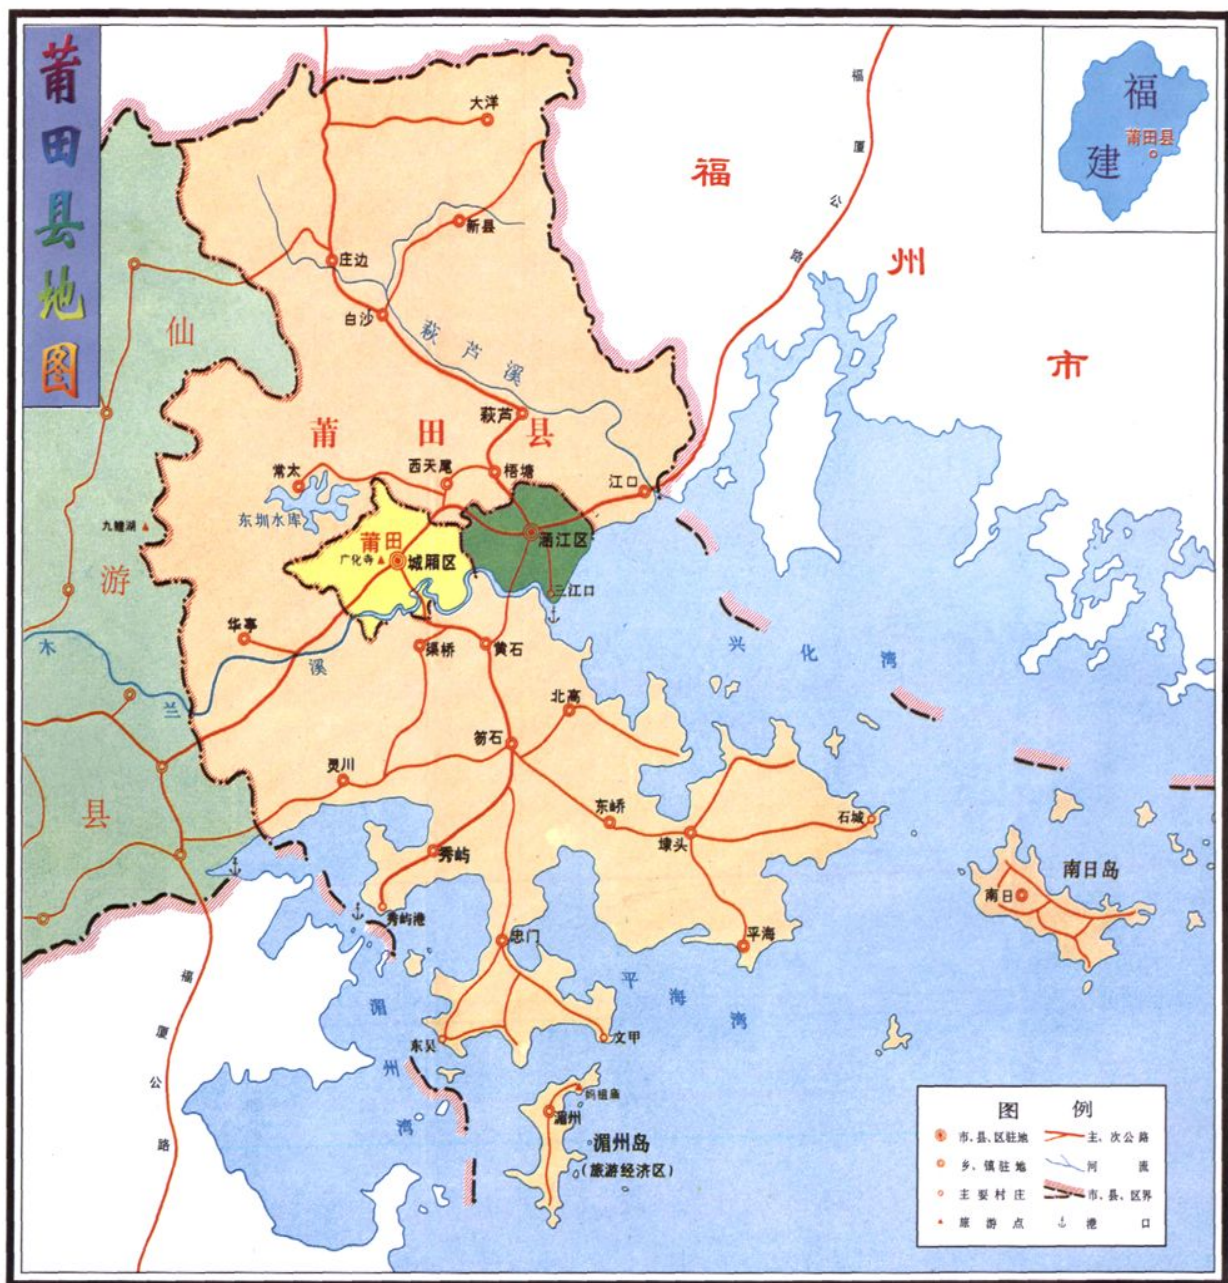 莆田县地图
福建
莆田县
福州市
福厦公路
大洋
新县
庄边
白沙
萩芦溪
萩芦
仙游县
莆田县
常太
西天尾
梧塘
江口
东圳水库
九鲤湖
莆田
广化寺
城厢区
涵江区
三江口
华亭
渠桥
黄石
木兰溪
兴化湾
北高
笏石
灵川
东峤
埭头
石城
秀屿
秀屿港
南日岛
南日
忠门
平海
平海湾
湄州湾
东吴
文甲
妈祖庙
湄州
湄州岛
(旅游经济区)
福厦公路
图例
市、县、区驻地
主、次公路
乡、镇驻地
河流
主要村庄
市、县、区界
旅游点
港口